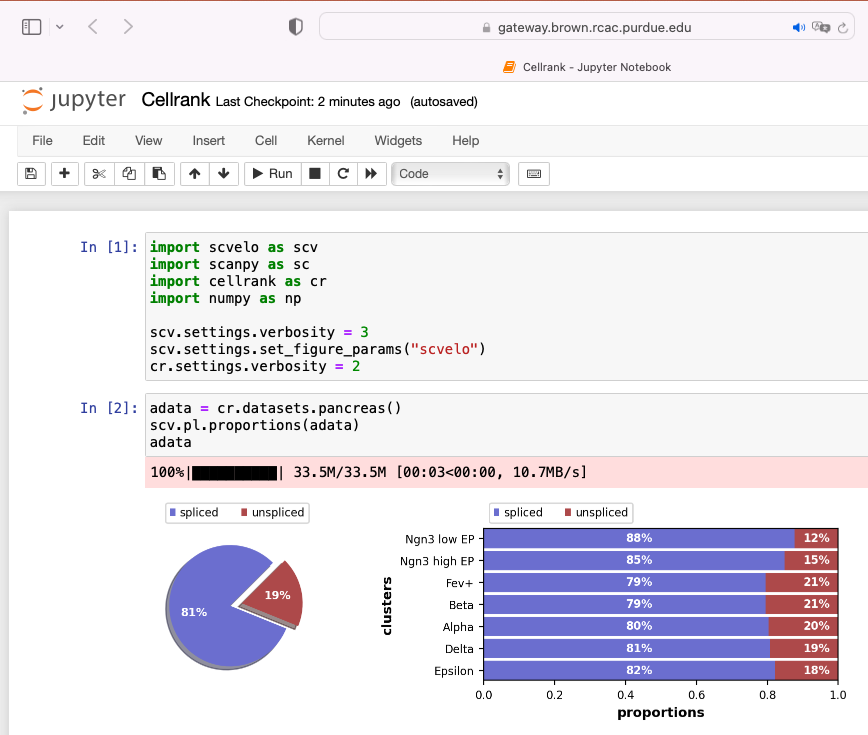 gateway.brown.rcac.purdue.edu
Cellrank - Jupyter Notebook
jupyter Cellrank Last Checkpoint: 2 minutes ago (autosaved)
File Edit View Insert Cell Kernel Widgets Help
Run Code
In [1]: import scvelo as scv
import scanpy as sc
import cellrank as cr
import numpy as np
scv.settings.verbosity = 3
scv.settings.set_figure_params("scvelo")
cr.settings.verbosity = 2
In [2]: adata = cr.datasets.pancreas()
scv.pl.proportions(adata)
adata
100%|██████████| 33.5M/33.5M [00:03<00:00, 10.7MB/s]
spliced unspliced
81% 19%
spliced unspliced
clusters
Ngn3 low EP 88% 12%
Ngn3 high EP 85% 15%
Fev+ 79% 21%
Beta 79% 21%
Alpha 80% 20%
Delta 81% 19%
Epsilon 82% 18%
0.0 0.2 0.4 0.6 0.8 1.0
proportions